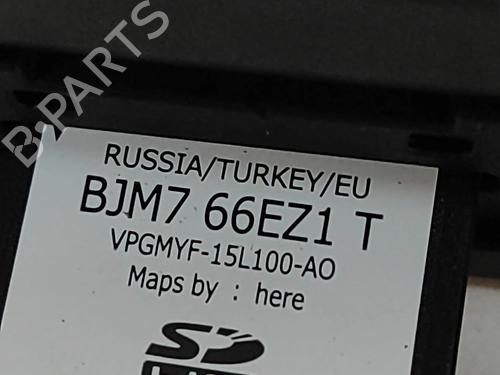 B-PARTS
RUSSIA/TURKEY/EU
BJM7 66EZ1 T
VPGMYF-15L100-AO
Maps by : here
SD